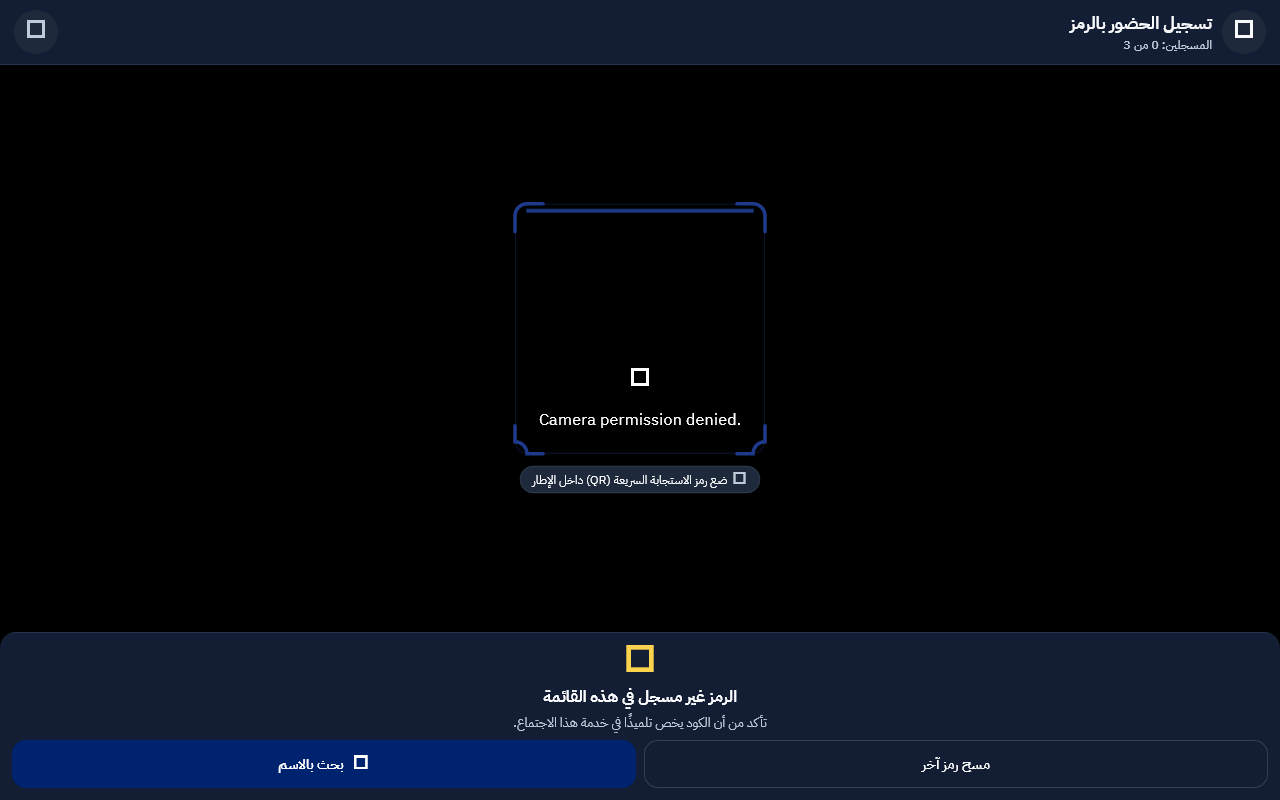 تسجيل الحضور بالرمز
المسجلين: 0 من 3
Camera permission denied.
ضع رمز الاستجابة السريعة (QR) داخل الإطار
الرمز غير مسجل في هذه القائمة
تأكد من أن الكود يخص تلميذًا في خدمة هذا الاجتماع.
مسح رمز آخر
بحث بالاسم